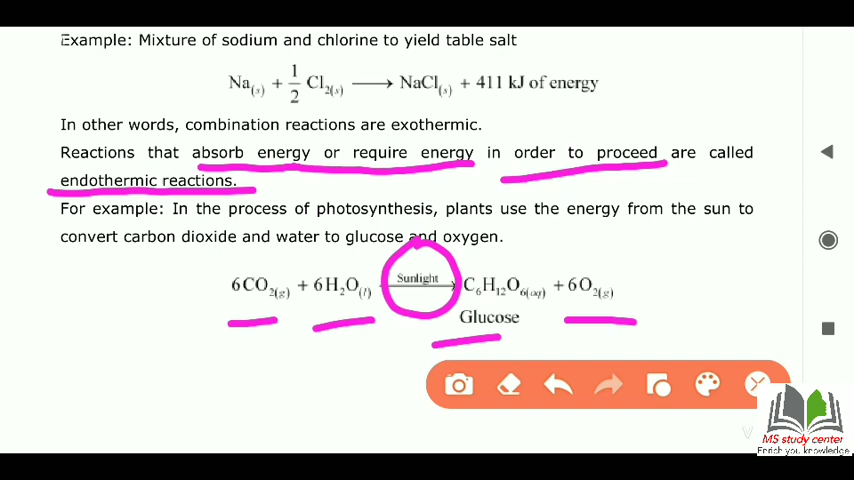 Example: Mixture of sodium and chlorine to yield table salt
Na(s) + 1/2 Cl2(s) ⟶ NaCl(s) + 411 kJ of energy
In other words, combination reactions are exothermic.
Reactions that absorb energy or require energy in order to proceed are called
endothermic reactions.
For example: In the process of photosynthesis, plants use the energy from the sun to
convert carbon dioxide and water to glucose and oxygen.
Sunlight
6CO2(g) + 6H2O(l) ⟶ C6H12O6(aq) + 6O2(g)
Glucose
MS study center
Enrich you knowledge